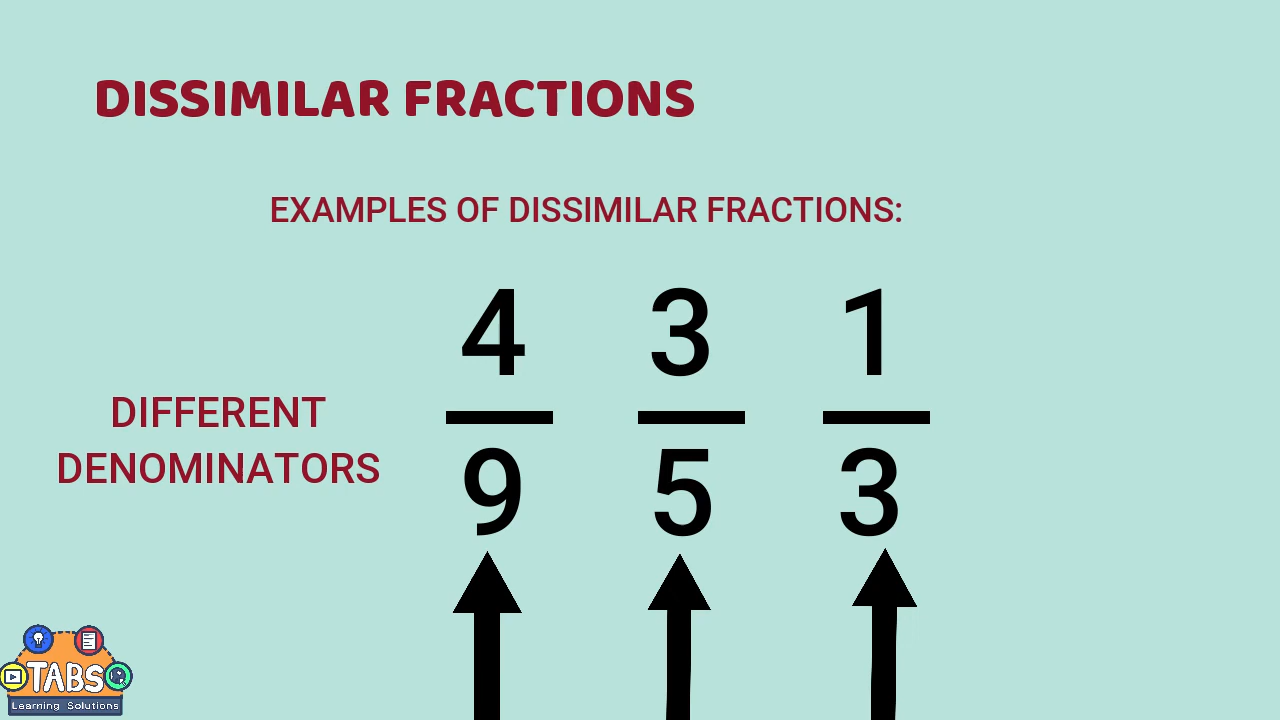 DISSIMILAR FRACTIONS
EXAMPLES OF DISSIMILAR FRACTIONS:
4 3 1
DIFFERENT
DENOMINATORS
9 5 3
TABS
Learning Solutions